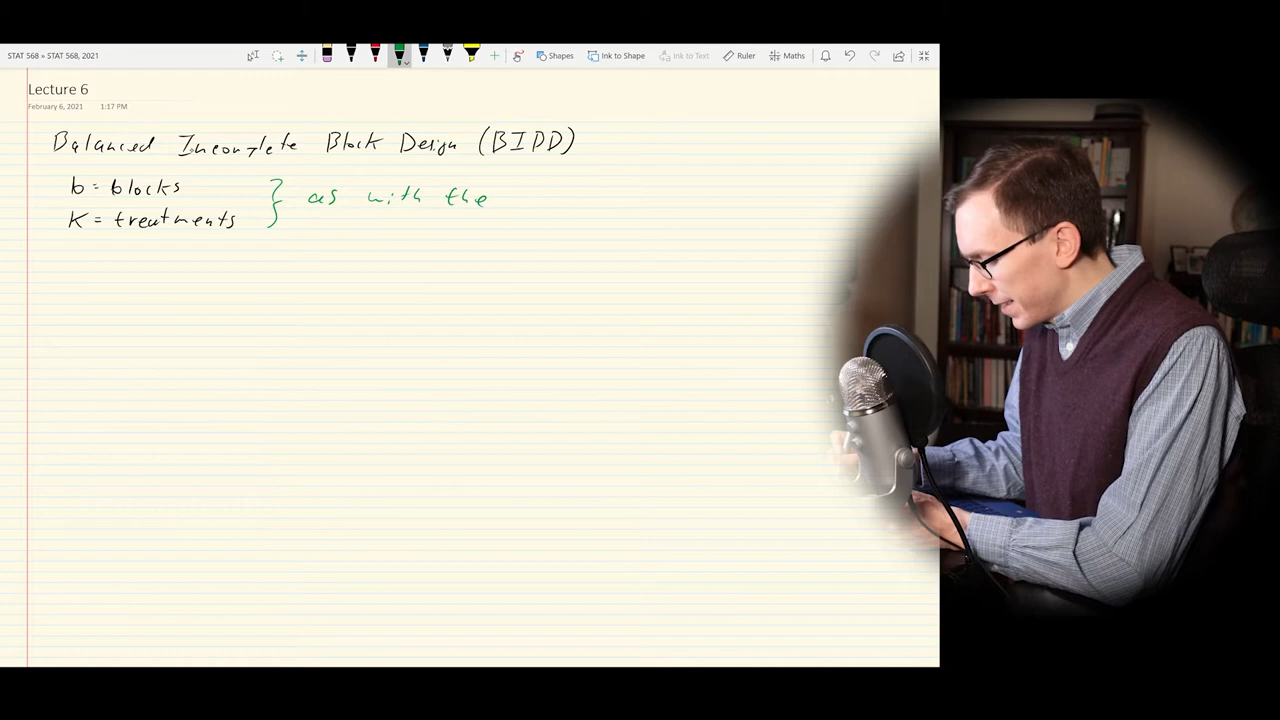 STAT 568 » STAT 568, 2021
Shapes
Ink to Shape
Ink to Text
Ruler
Maths
Lecture 6
February 6, 2021 1:17 PM
Balanced Incomplete Block Design (BIBD)
b = blocks
K = treatments } as with the